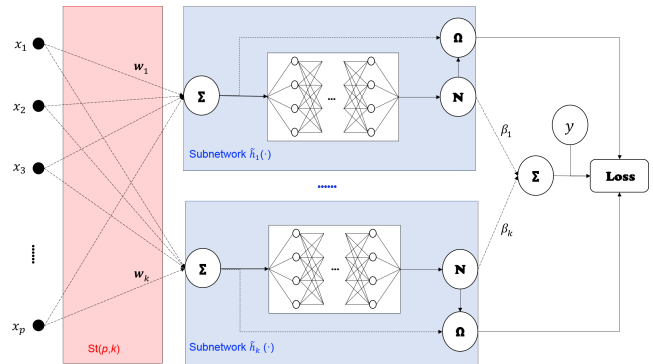 x₁
x₂
x₃
......
xₚ
w₁
wₖ
St(p,k)
Σ
...
Ω
N
Subnetwork h̃₁(·)
......
Σ
...
N
Ω
Subnetwork h̃ₖ(·)
β₁
βₖ
Σ
y
Loss